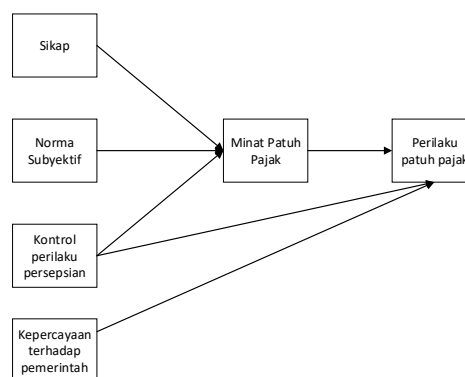 Sikap
Norma
Subyektif
Kontrol
perilaku
persepsian
Kepercayaan
terhadap
pemerintah
Minat Patuh
Pajak
Perilaku
patuh pajak